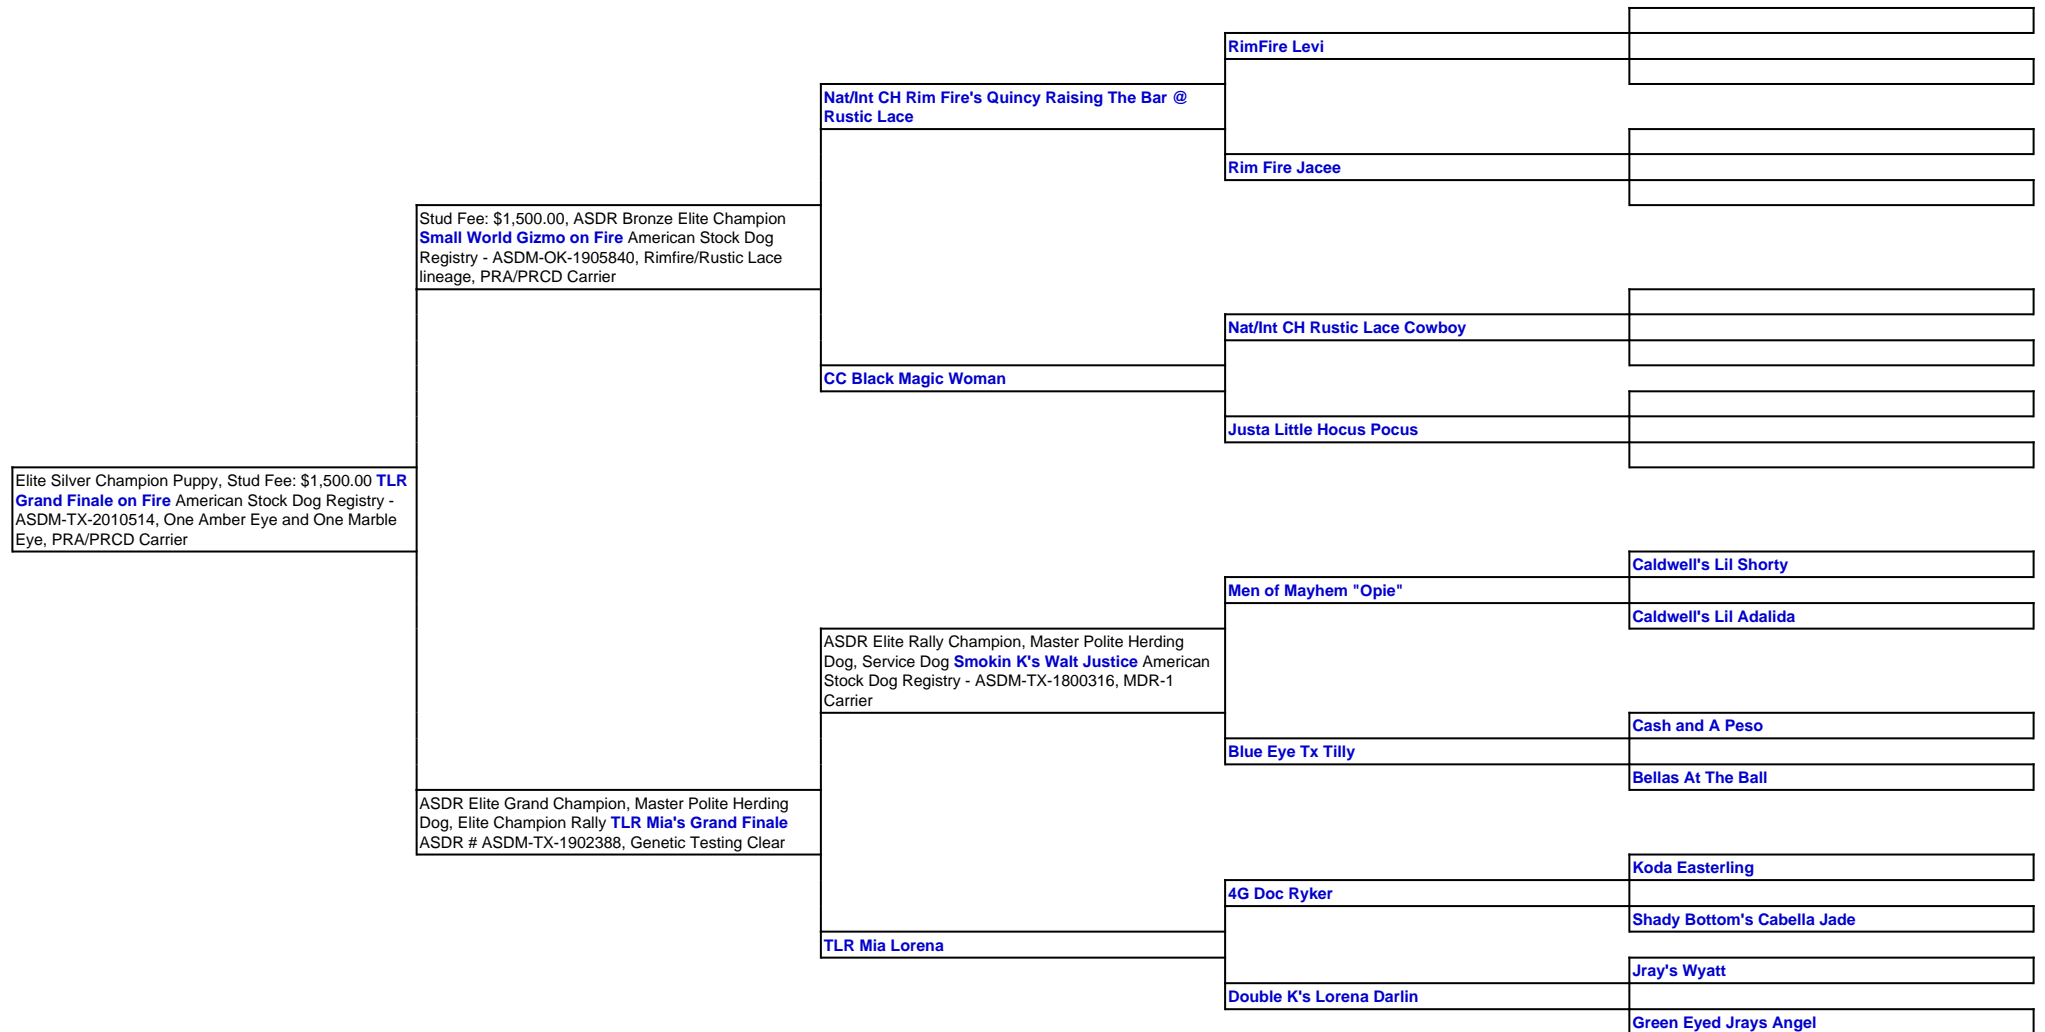 RimFire Levi
Nat/Int CH Rim Fire's Quincy Raising The Bar @
Rustic Lace
Rim Fire Jacee
Stud Fee: $1,500.00, ASDR Bronze Elite Champion
Small World Gizmo on Fire American Stock Dog
Registry - ASDM-OK-1905840, Rimfire/Rustic Lace
lineage, PRA/PRCD Carrier
Nat/Int CH Rustic Lace Cowboy
CC Black Magic Woman
Justa Little Hocus Pocus
Elite Silver Champion Puppy, Stud Fee: $1,500.00 TLR
Grand Finale on Fire American Stock Dog Registry -
ASDM-TX-2010514, One Amber Eye and One Marble
Eye, PRA/PRCD Carrier
Caldwell's Lil Shorty
Men of Mayhem "Opie"
Caldwell's Lil Adalida
ASDR Elite Rally Champion, Master Polite Herding
Dog, Service Dog Smokin K's Walt Justice American
Stock Dog Registry - ASDM-TX-1800316, MDR-1
Carrier
Cash and A Peso
Blue Eye Tx Tilly
Bellas At The Ball
ASDR Elite Grand Champion, Master Polite Herding
Dog, Elite Champion Rally TLR Mia's Grand Finale
ASDR # ASDM-TX-1902388, Genetic Testing Clear
Koda Easterling
4G Doc Ryker
Shady Bottom's Cabella Jade
TLR Mia Lorena
Jray's Wyatt
Double K's Lorena Darlin
Green Eyed Jrays Angel